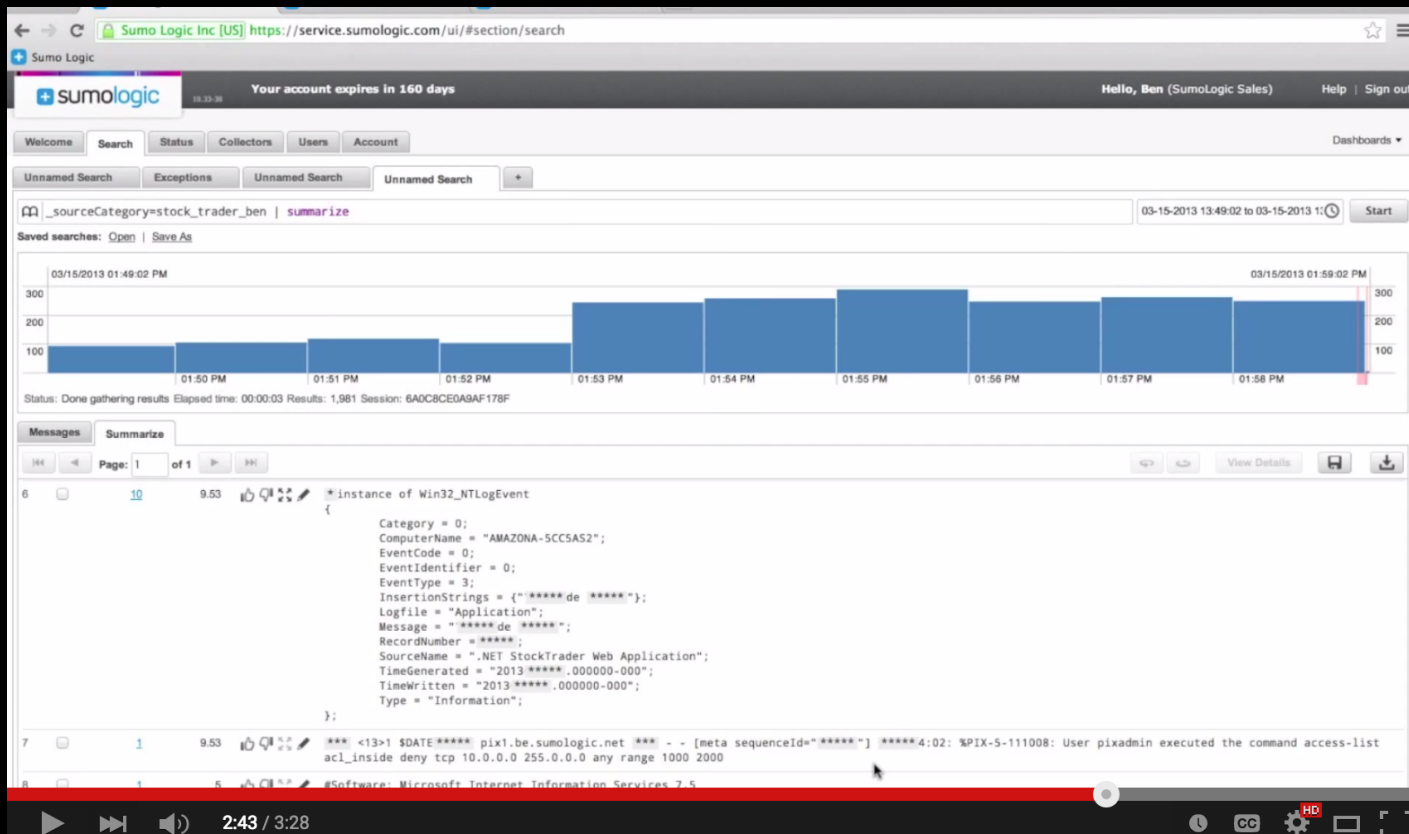 Sumo Logic Inc [US] https://service.sumologic.com/ui/#section/search
Sumo Logic
sumologic Your account expires in 160 days Hello, Ben (SumoLogic Sales) Help | Sign out
Welcome Search Status Collectors Users Account Dashboards
Unnamed Search Exceptions Unnamed Search Unnamed Search +
_sourceCategory=stock_trader_ben | summarize 03-15-2013 13:49:02 to 03-15-2013 1 Start
Saved searches: Open | Save As
03/15/2013 01:49:02 PM 03/15/2013 01:59:02 PM
300 300
200 200
100 100
01:50 PM 01:51 PM 01:52 PM 01:53 PM 01:54 PM 01:55 PM 01:56 PM 01:57 PM 01:58 PM
Status: Done gathering results Elapsed time: 00:00:03 Results: 1,981 Session: 6A0C8CE0A9AF178F
Messages Summarize
Page: 1 of 1 View Details
6 10 9.53 * instance of Win32_NTLogEvent
{
Category = 0;
ComputerName = "AMAZONA-5CC5AS2";
EventCode = 0;
EventIdentifier = 0;
EventType = 3;
InsertionStrings = {" ***** de ***** "};
Logfile = "Application";
Message = " ***** de ***** ";
RecordNumber = ***** ;
SourceName = ".NET StockTrader Web Application";
TimeGenerated = "2013 ***** .000000-000";
TimeWritten = "2013 ***** .000000-000";
Type = "Information";
};
7 1 9.53 *** <13>1 $DATE ***** pix1.be.sumologic.net *** - - [meta sequenceId=" ***** "] ***** 4:02: %PIX-5-111008: User pixadmin executed the command access-list
acl_inside deny tcp 10.0.0.0 255.0.0.0 any range 1000 2000
8 1 5 #Software: Microsoft Internet Information Services 7.5
2:43 / 3:28 CC HD